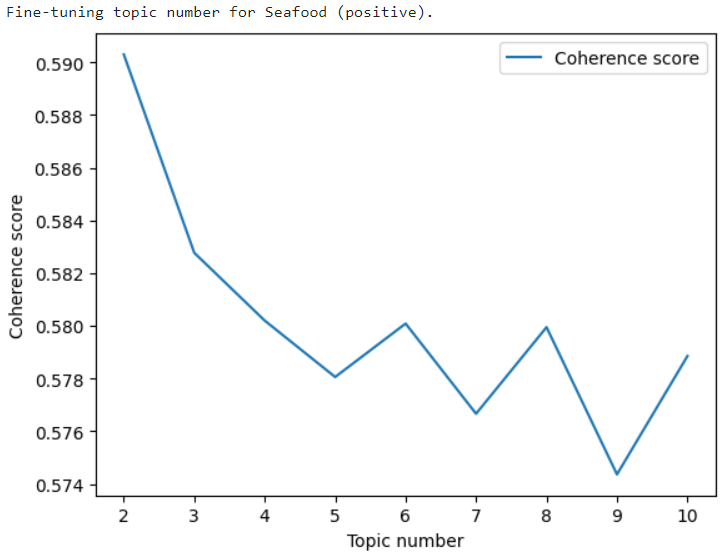 Fine-tuning topic number for Seafood (positive).
Coherence score
0.590
0.588
0.586
0.584
0.582
0.580
0.578
0.576
0.574
Coherence score
2 3 4 5 6 7 8 9 10
Topic number